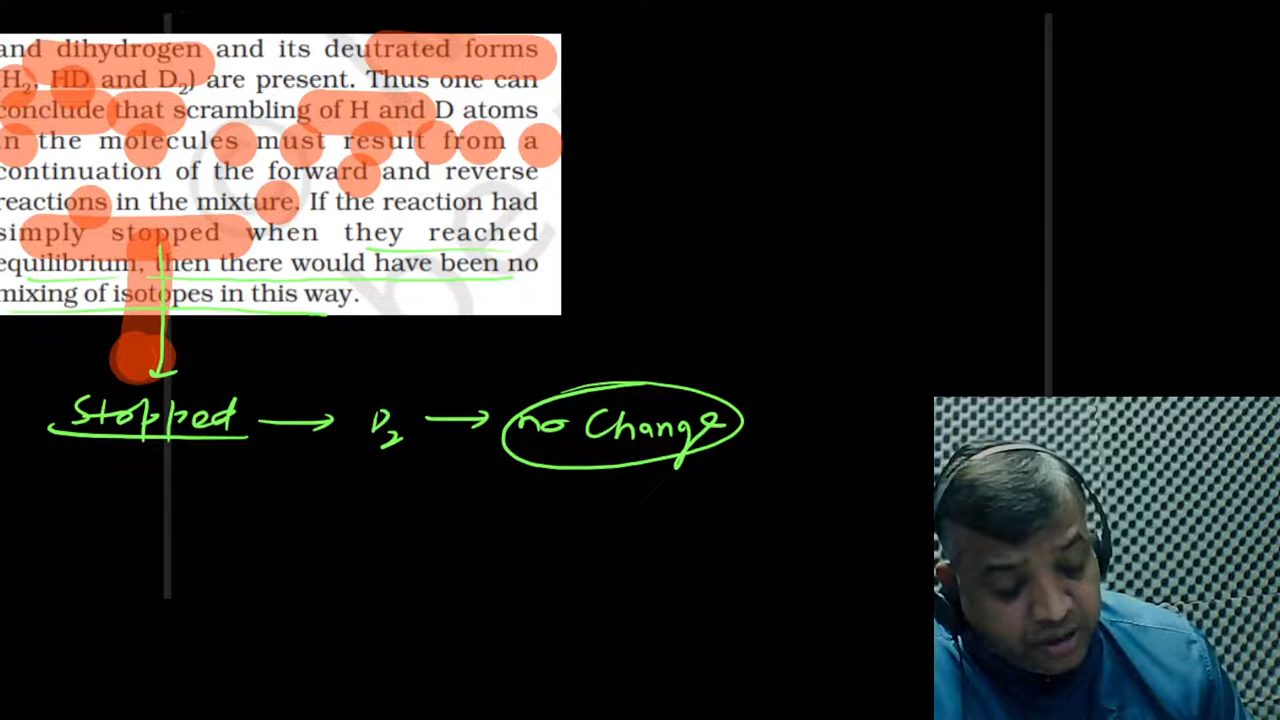 and dihydrogen and its deutrated forms
(H2, HD and D2) are present. Thus one can
conclude that scrambling of H and D atoms
in the molecules must result from a
continuation of the forward and reverse
reactions in the mixture. If the reaction had
simply stopped when they reached
equilibrium, then there would have been no
mixing of isotopes in this way.
Stopped → D2 → no Change